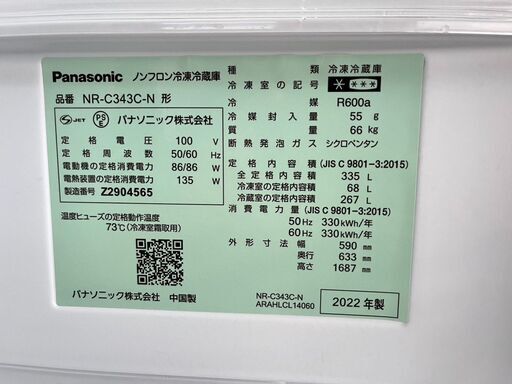 Panasonic ノンフロン冷凍冷蔵庫
品番 NR-C343C-N 形
JET PSE パナソニック株式会社
定格電圧 100 V
定格周波数 50/60 Hz
電動機の定格消費電力 86/86 W
電熱装置の定格消費電力 135 W
製造番号 Z2904565
温度ヒューズの定格動作温度
73℃(冷凍室霜取用)
パナソニック株式会社 中国製
種類 冷凍冷蔵庫
冷凍室の記号 * ***
冷媒 R600a
冷媒封入量 55 g
質量 66 kg
断熱発泡ガス シクロペンタン
定格内容積 (JIS C 9801-3:2015)
全定格内容積 335 L
冷凍室の定格内容積 68 L
冷蔵室の定格内容積 267 L
消費電力量 (JIS C 9801-3:2015)
50Hz 330 kWh/年
60Hz 330 kWh/年
外形寸法 幅 590 mm
奥行 633 mm
高さ 1687 mm
NR-C343C-N
ARAHLCL14060
2022 年製